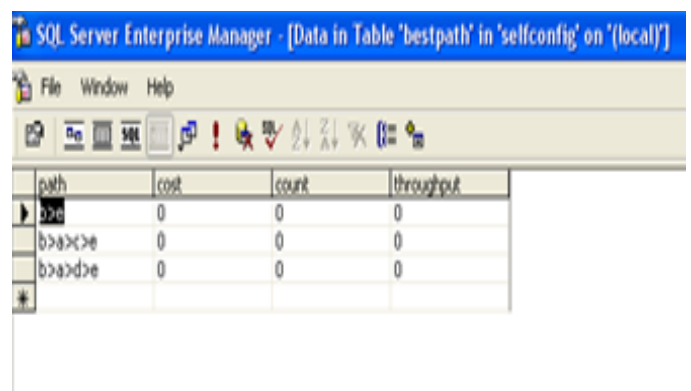 SQL Server Enterprise Manager - [Data in Table 'bestpath' in 'selfconfig' on '(local)']
File Window Help
SQL
path cost count throughput
b>e 0 0 0
b>a>c>e 0 0 0
b>a>d>e 0 0 0